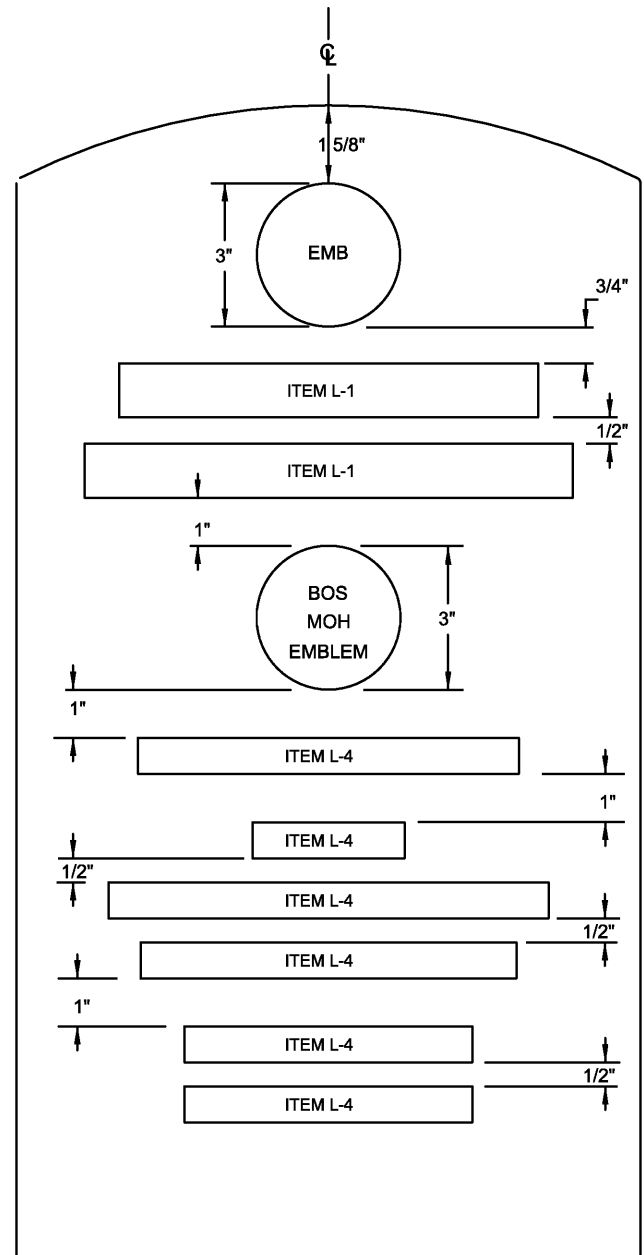 ℄
1 5/8"
3"
EMB
3/4"
ITEM L-1
1/2"
ITEM L-1
1"
BOS
MOH
EMBLEM
3"
1"
ITEM L-4
1"
ITEM L-4
1/2"
ITEM L-4
1/2"
ITEM L-4
1"
ITEM L-4
1/2"
ITEM L-4